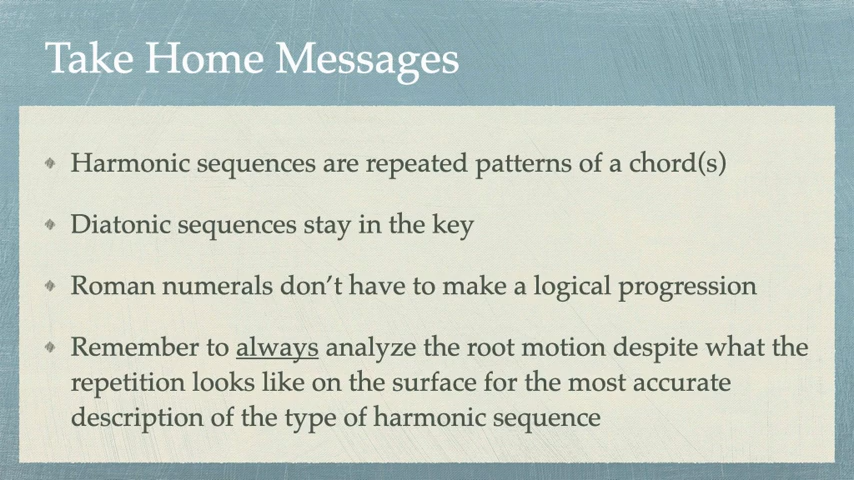 Take Home Messages
Harmonic sequences are repeated patterns of a chord(s)
Diatonic sequences stay in the key
Roman numerals don't have to make a logical progression
Remember to always analyze the root motion despite what the
repetition looks like on the surface for the most accurate
description of the type of harmonic sequence